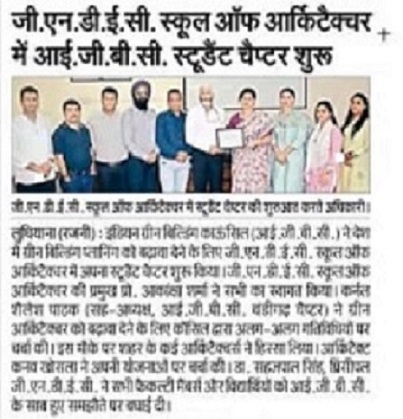 जी.एन.डी.ई.सी. स्कूल ऑफ आर्किटैक्चर
में आई.जी.बी.सी. स्टूडैंट चैप्टर शुरू
जी.एन.डी.ई.सी. स्कूल ऑफ आर्किटैक्चर में स्टूडैंट चैप्टर की शुरुआत करते अधिकारी।
लुधियाना (रजनी) : इंडियन ग्रीन बिल्डिंग काऊंसिल (आई.जी.बी.सी.) ने देश
में ग्रीन बिल्डिंग प्लानिंग को बढ़ावा देने के लिए जी.एन.डी.ई.सी. स्कूल ऑफ
आर्किटैक्चर में अपना स्टूडैंट चैप्टर शुरू किया। जी.एन.डी.ई.सी. स्कूल ऑफ
आर्किटैक्चर की प्रमुख प्रो. आकांक्षा शर्मा ने सभी का स्वागत किया। कर्नल
शैलेश पाठक (सह-अध्यक्ष, आई.जी.बी.सी. चंडीगढ़ चैप्टर) ने ग्रीन
आर्किटैक्चर को बढ़ावा देने के लिए कौंसिल द्वारा अलग-अलग गतिविधियों पर
चर्चा की। इस मौके पर शहर के कई आर्किटैक्चर्स ने हिस्सा लिया। आर्किटैक्ट
कनव खोसला ने अपनी योजनाओं पर चर्चा की। डा. सहजपाल सिंह, प्रिंसीपल
जी.एन.डी.ई.सी. ने सभी फैकल्टी मैंबर्स और विद्यार्थियों को आई.जी.बी.सी.
के साथ हुए समझौते पर बधाई दी।